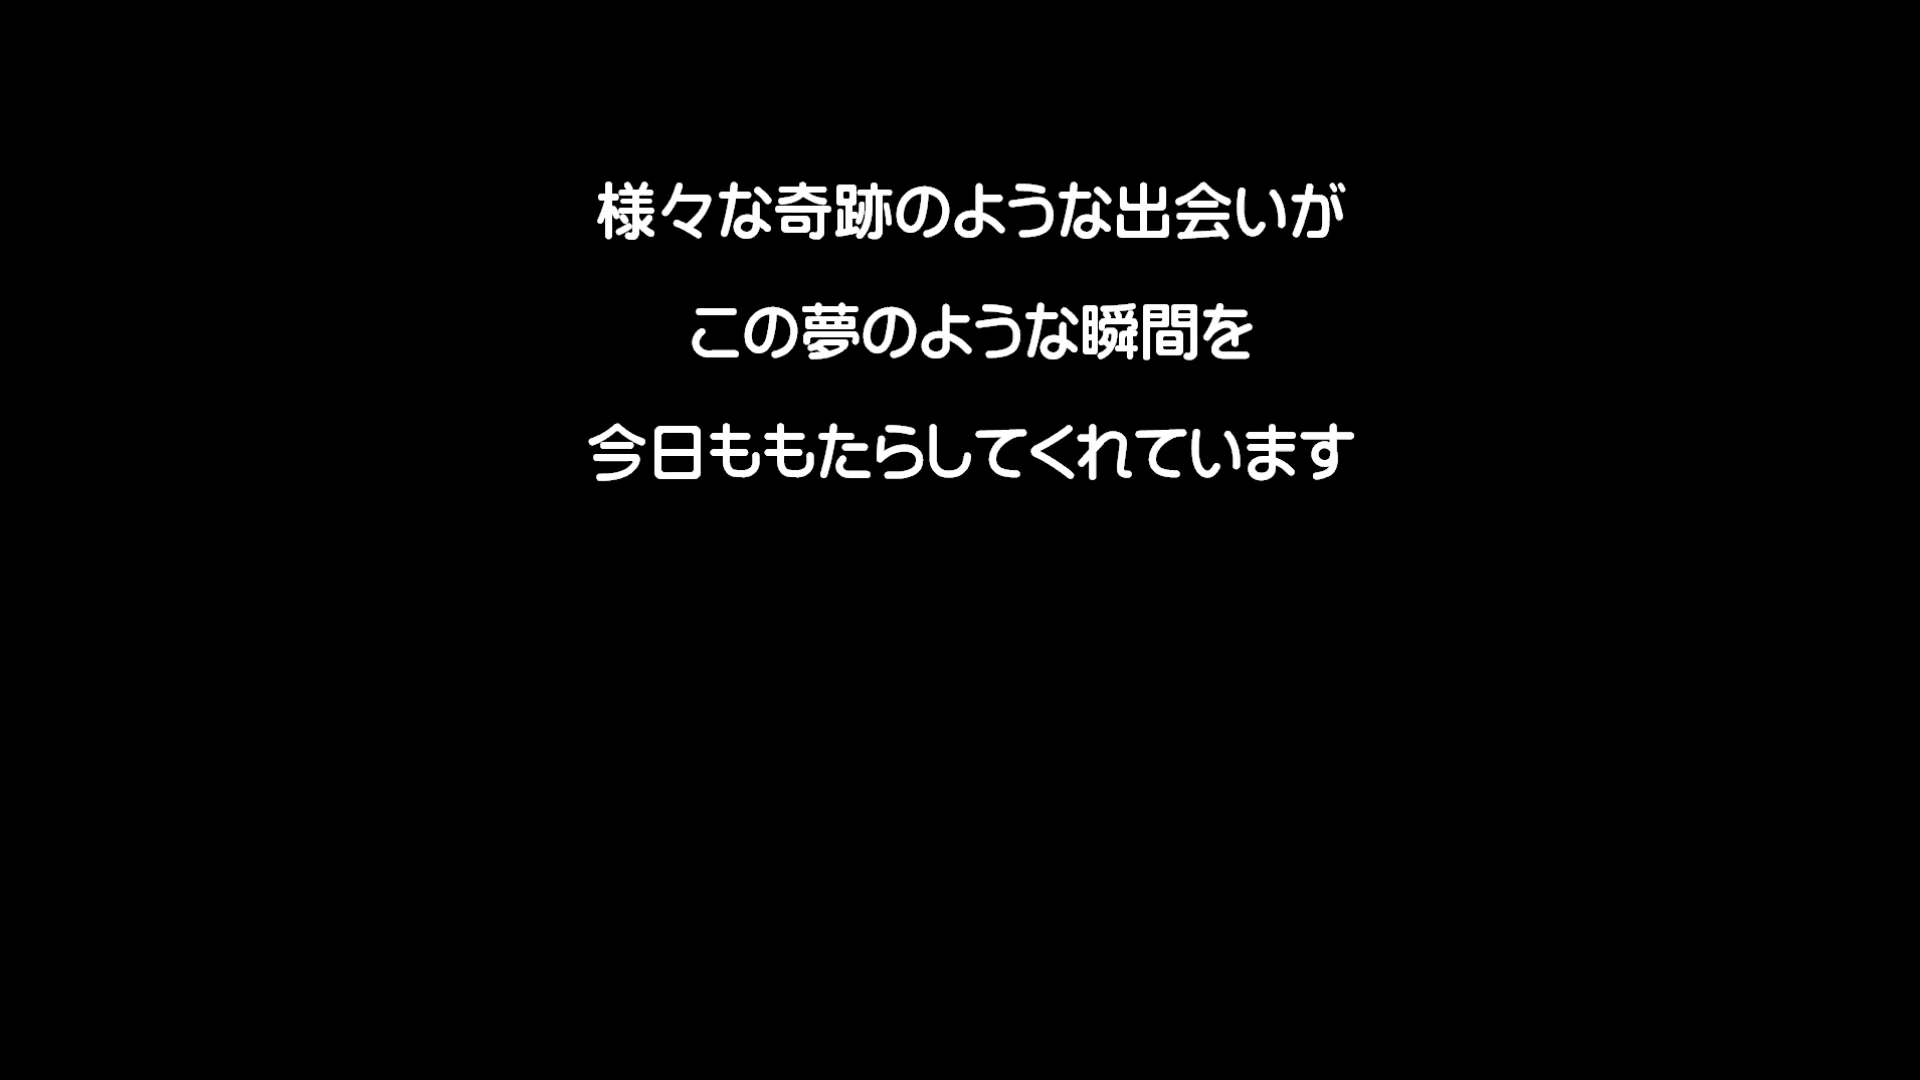 様々な奇跡のような出会いが
この夢のような瞬間を
今日ももたらしてくれています